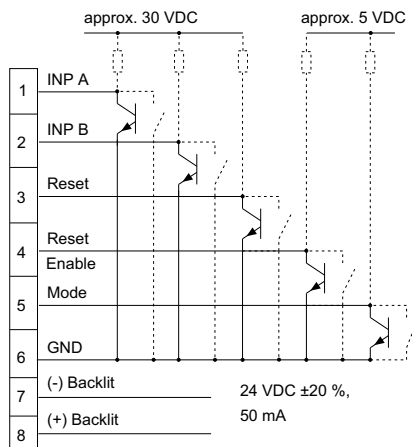 approx. 30 VDC approx. 5 VDC
1 INP A
2 INP B
3 Reset
4 Reset
Enable
5 Mode
6 GND
7 (-) Backlit
8 (+) Backlit
24 VDC ±20 %,
50 mA